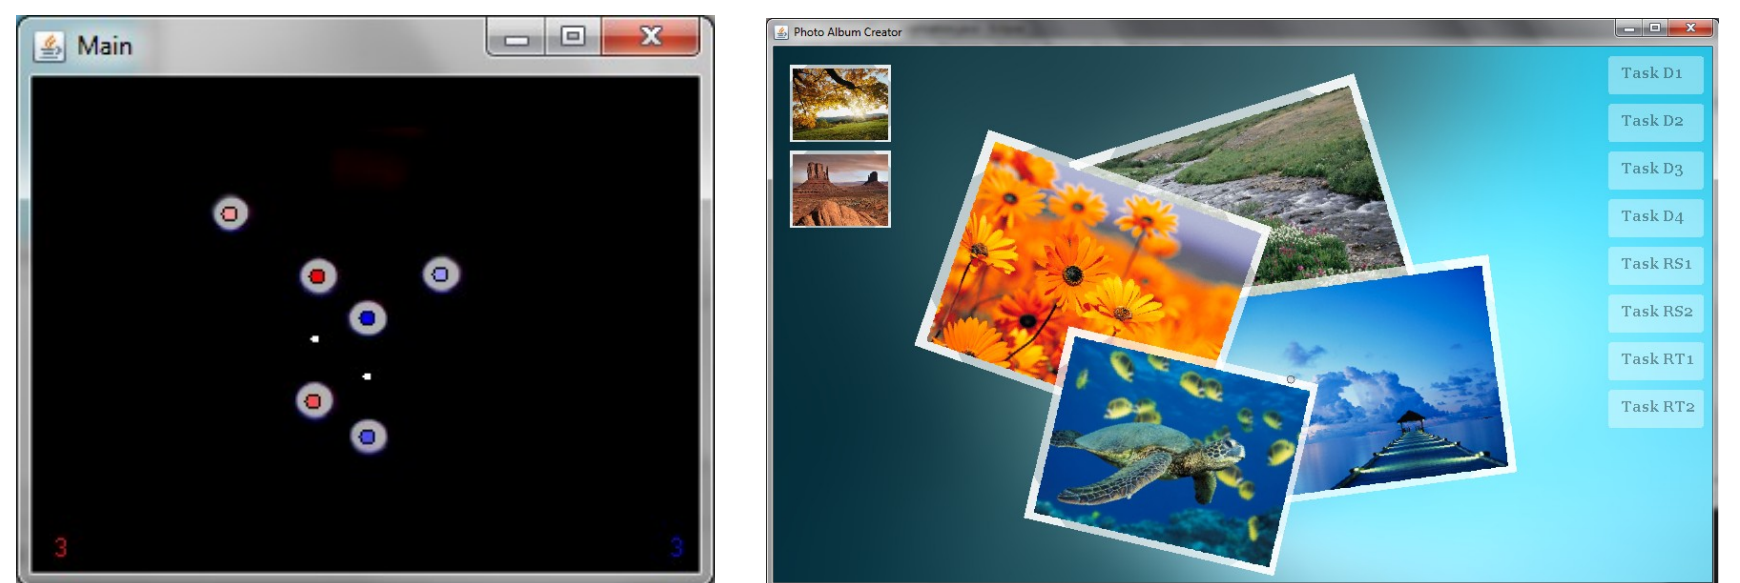 Main
3
3
Photo Album Creator
Task D1
Task D2
Task D3
Task D4
Task RS1
Task RS2
Task RT1
Task RT2